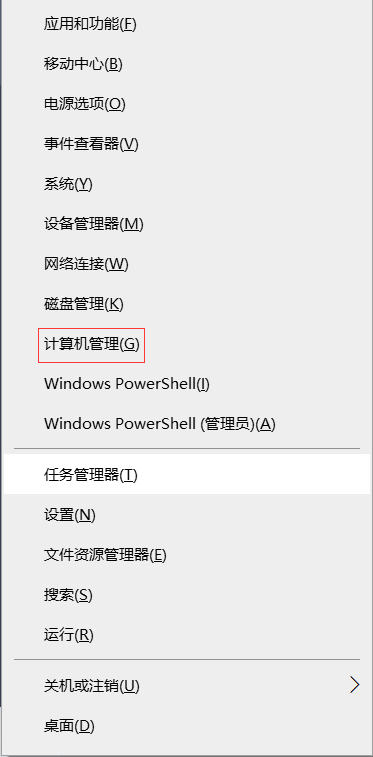 应用和功能(F)
移动中心(B)
电源选项(O)
事件查看器(V)
系统(Y)
设备管理器(M)
网络连接(W)
磁盘管理(K)
计算机管理(G)
Windows PowerShell(I)
Windows PowerShell (管理员)(A)
任务管理器(T)
设置(N)
文件资源管理器(E)
搜索(S)
运行(R)
关机或注销(U)
桌面(D)